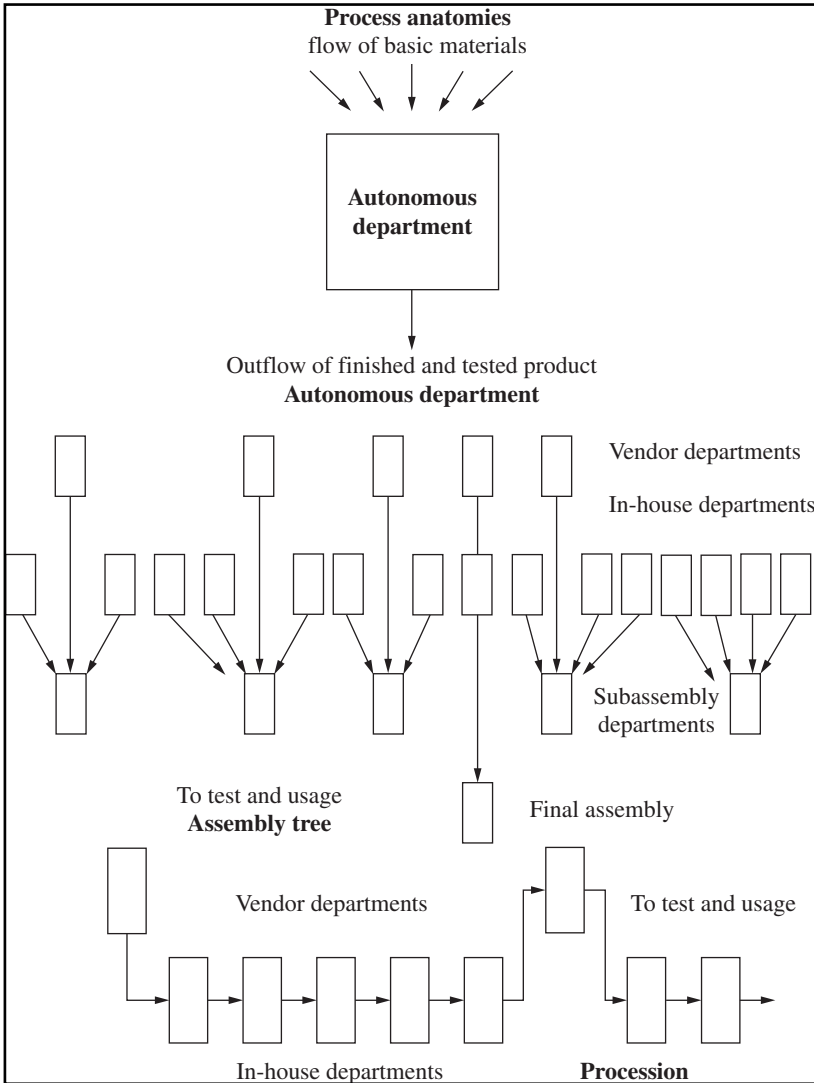 Process anatomies
flow of basic materials
Autonomous
department
Outflow of finished and tested product
Autonomous department
Vendor departments
In-house departments
Subassembly
departments
To test and usage
Assembly tree
Final assembly
Vendor departments
To test and usage
In-house departments
Procession